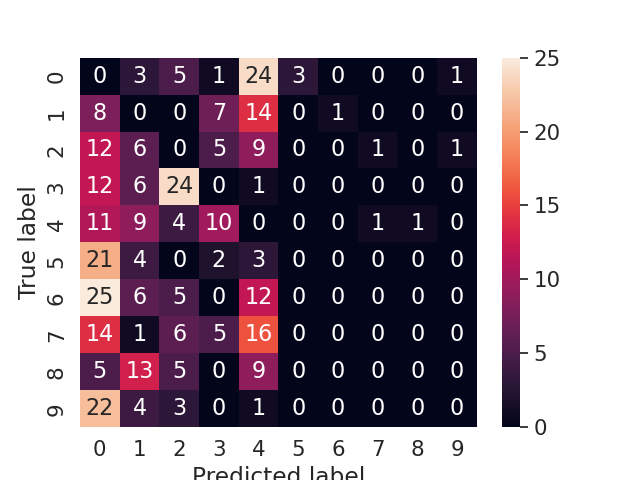 0 0 3 5 1 24 3 0 0 0 1
1 8 0 0 7 14 0 1 0 0 0
2 12 6 0 5 9 0 0 1 0 1
3 12 6 24 0 1 0 0 0 0 0
4 11 9 4 10 0 0 0 1 1 0
5 21 4 0 2 3 0 0 0 0 0
6 25 6 5 0 12 0 0 0 0 0
7 14 1 6 5 16 0 0 0 0 0
8 5 13 5 0 9 0 0 0 0 0
9 22 4 3 0 1 0 0 0 0 0
0 1 2 3 4 5 6 7 8 9
True label
Predicted label
25
20
15
10
5
0